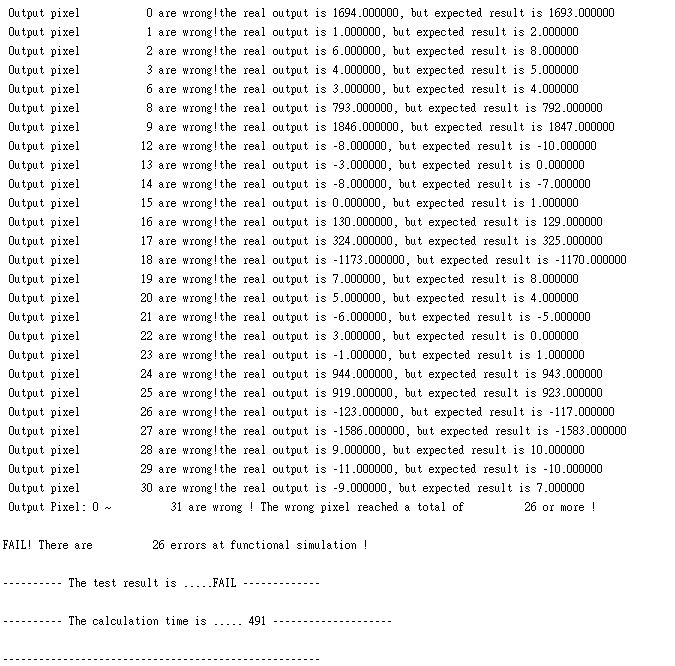 Output pixel 0 are wrong!the real output is 1694.000000, but expected result is 1693.000000
Output pixel 1 are wrong!the real output is 1.000000, but expected result is 2.000000
Output pixel 2 are wrong!the real output is 6.000000, but expected result is 8.000000
Output pixel 3 are wrong!the real output is 4.000000, but expected result is 5.000000
Output pixel 6 are wrong!the real output is 3.000000, but expected result is 4.000000
Output pixel 8 are wrong!the real output is 793.000000, but expected result is 792.000000
Output pixel 9 are wrong!the real output is 1846.000000, but expected result is 1847.000000
Output pixel 12 are wrong!the real output is -8.000000, but expected result is -10.000000
Output pixel 13 are wrong!the real output is -3.000000, but expected result is 0.000000
Output pixel 14 are wrong!the real output is -8.000000, but expected result is -7.000000
Output pixel 15 are wrong!the real output is 0.000000, but expected result is 1.000000
Output pixel 16 are wrong!the real output is 130.000000, but expected result is 129.000000
Output pixel 17 are wrong!the real output is 324.000000, but expected result is 325.000000
Output pixel 18 are wrong!the real output is -1173.000000, but expected result is -1170.000000
Output pixel 19 are wrong!the real output is 7.000000, but expected result is 8.000000
Output pixel 20 are wrong!the real output is 5.000000, but expected result is 4.000000
Output pixel 21 are wrong!the real output is -6.000000, but expected result is -5.000000
Output pixel 22 are wrong!the real output is 3.000000, but expected result is 0.000000
Output pixel 23 are wrong!the real output is -1.000000, but expected result is 1.000000
Output pixel 24 are wrong!the real output is 944.000000, but expected result is 943.000000
Output pixel 25 are wrong!the real output is 919.000000, but expected result is 923.000000
Output pixel 26 are wrong!the real output is -123.000000, but expected result is -117.000000
Output pixel 27 are wrong!the real output is -1586.000000, but expected result is -1583.000000
Output pixel 28 are wrong!the real output is 9.000000, but expected result is 10.000000
Output pixel 29 are wrong!the real output is -11.000000, but expected result is -10.000000
Output pixel 30 are wrong!the real output is -9.000000, but expected result is 7.000000
Output Pixel: 0 ~ 31 are wrong ! The wrong pixel reached a total of 26 or more !
FAIL! There are 26 errors at functional simulation !
---------- The test result is .....FAIL -------------
---------- The calculation time is ..... 491 --------------------
-----------------------------------------------------